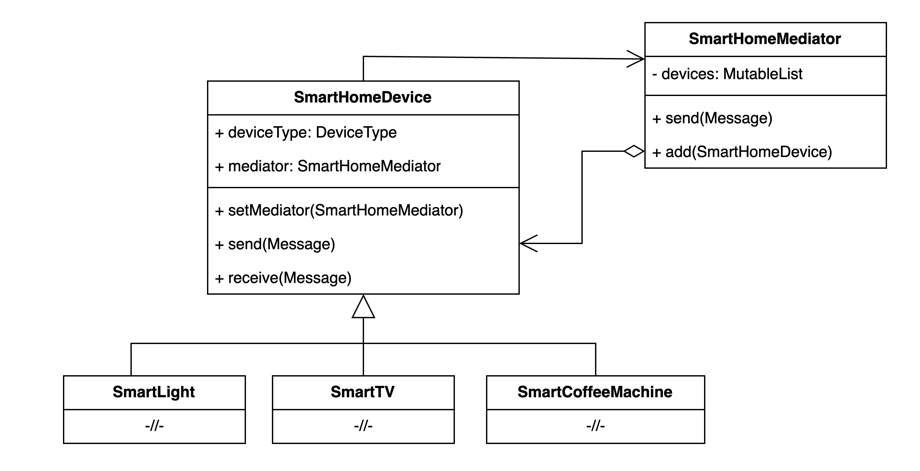 SmartHomeMediator
- devices: MutableList
+ send(Message)
+ add(SmartHomeDevice)
SmartHomeDevice
+ deviceType: DeviceType
+ mediator: SmartHomeMediator
+ setMediator(SmartHomeMediator)
+ send(Message)
+ receive(Message)
SmartLight
-//-
SmartTV
-//-
SmartCoffeeMachine
-//-